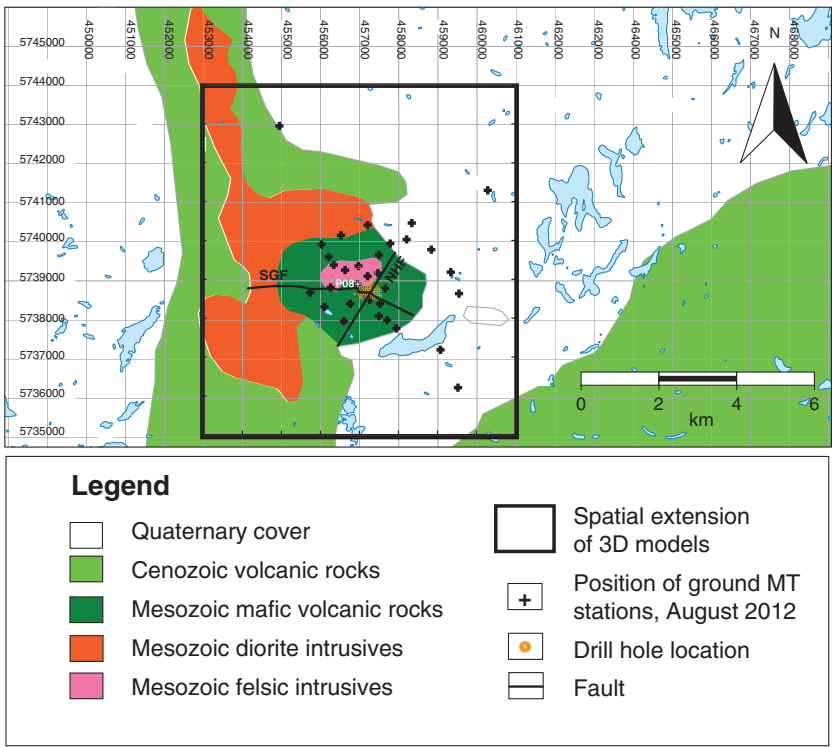 450000
451000
452000
453000
454000
455000
456000
457000
458000
459000
460000
461000
462000
463000
464000
465000
466000
467000
468000
5745000
5744000
5743000
5742000
5741000
5740000
5739000
5738000
5737000
5736000
5735000
N
SGF
P08+
NHF
0 2 4 6
km
Legend
Quaternary cover
Cenozoic volcanic rocks
Mesozoic mafic volcanic rocks
Mesozoic diorite intrusives
Mesozoic felsic intrusives
Spatial extension
of 3D models
Position of ground MT
stations, August 2012
Drill hole location
Fault